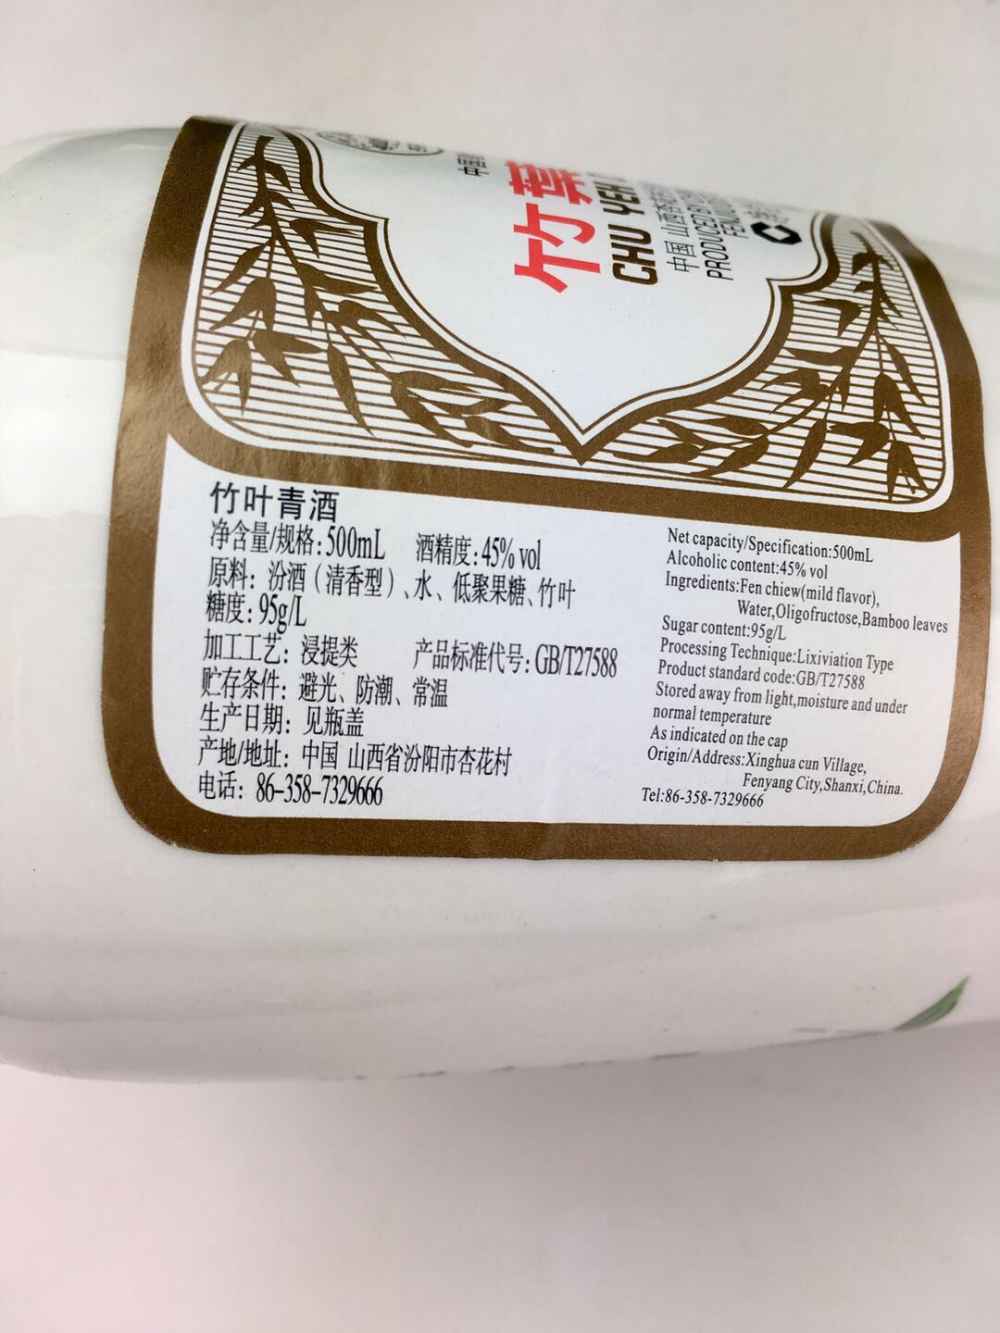 竹葉
CHU YEH
中国 山西
PRODUCED BY
竹叶青酒
净含量/规格:500mL 酒精度:45% vol
原料: 汾酒（清香型）、水、低聚果糖、竹叶
糖度: 95g/L
加工工艺: 浸提类 产品标准代号: GB/T27588
贮存条件: 避光、防潮、常温
生产日期: 见瓶盖
产地/地址: 中国 山西省汾阳市杏花村
电话: 86-358-7329666
Net capacity/Specification:500mL
Alcoholic content:45% vol
Ingredients:Fen chiew(mild flavor),
Water,Oligofructose,Bamboo leaves
Sugar content:95g/L
Processing Technique:Lixiviation Type
Product standard code:GB/T27588
Stored away from light,moisture and under
normal temperature
As indicated on the cap
Origin/Address:Xinghua cun Village,
Fenyang City,Shanxi,China.
Tel:86-358-7329666